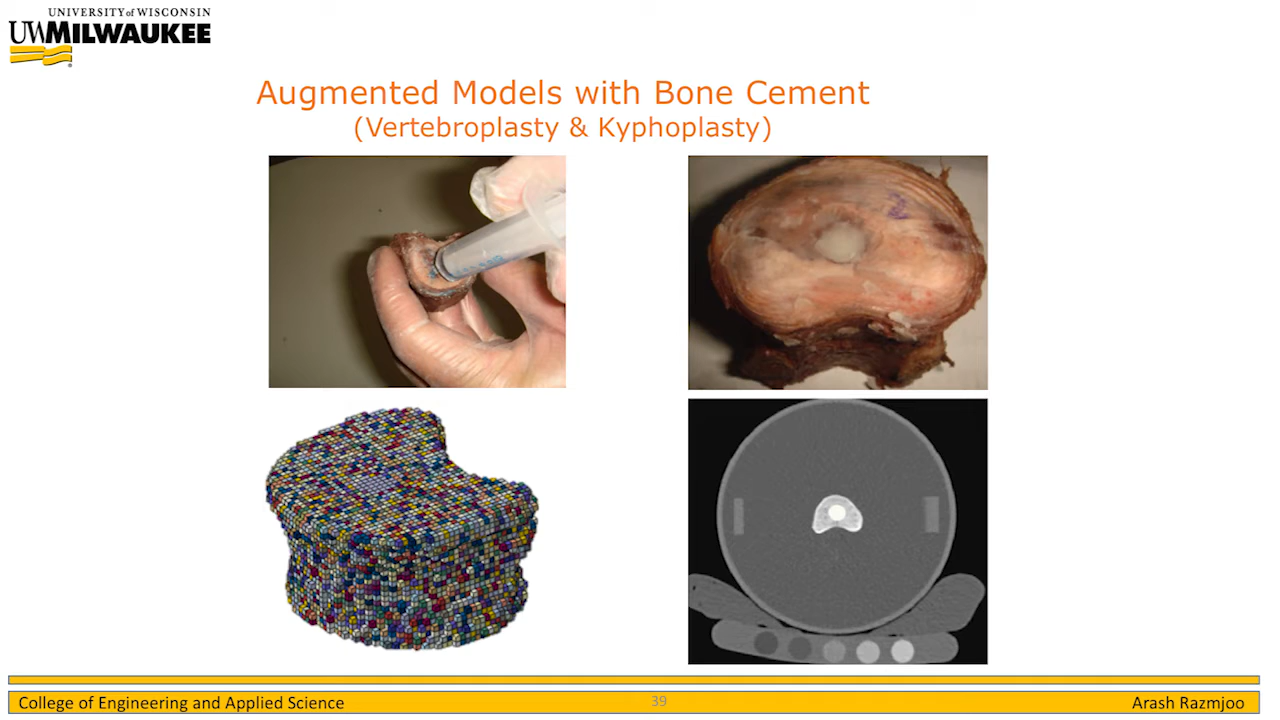 UNIVERSITY of WISCONSIN
UWMILWAUKEE
Augmented Models with Bone Cement
(Vertebroplasty & Kyphoplasty)
College of Engineering and Applied Science
39
Arash Razmjoo